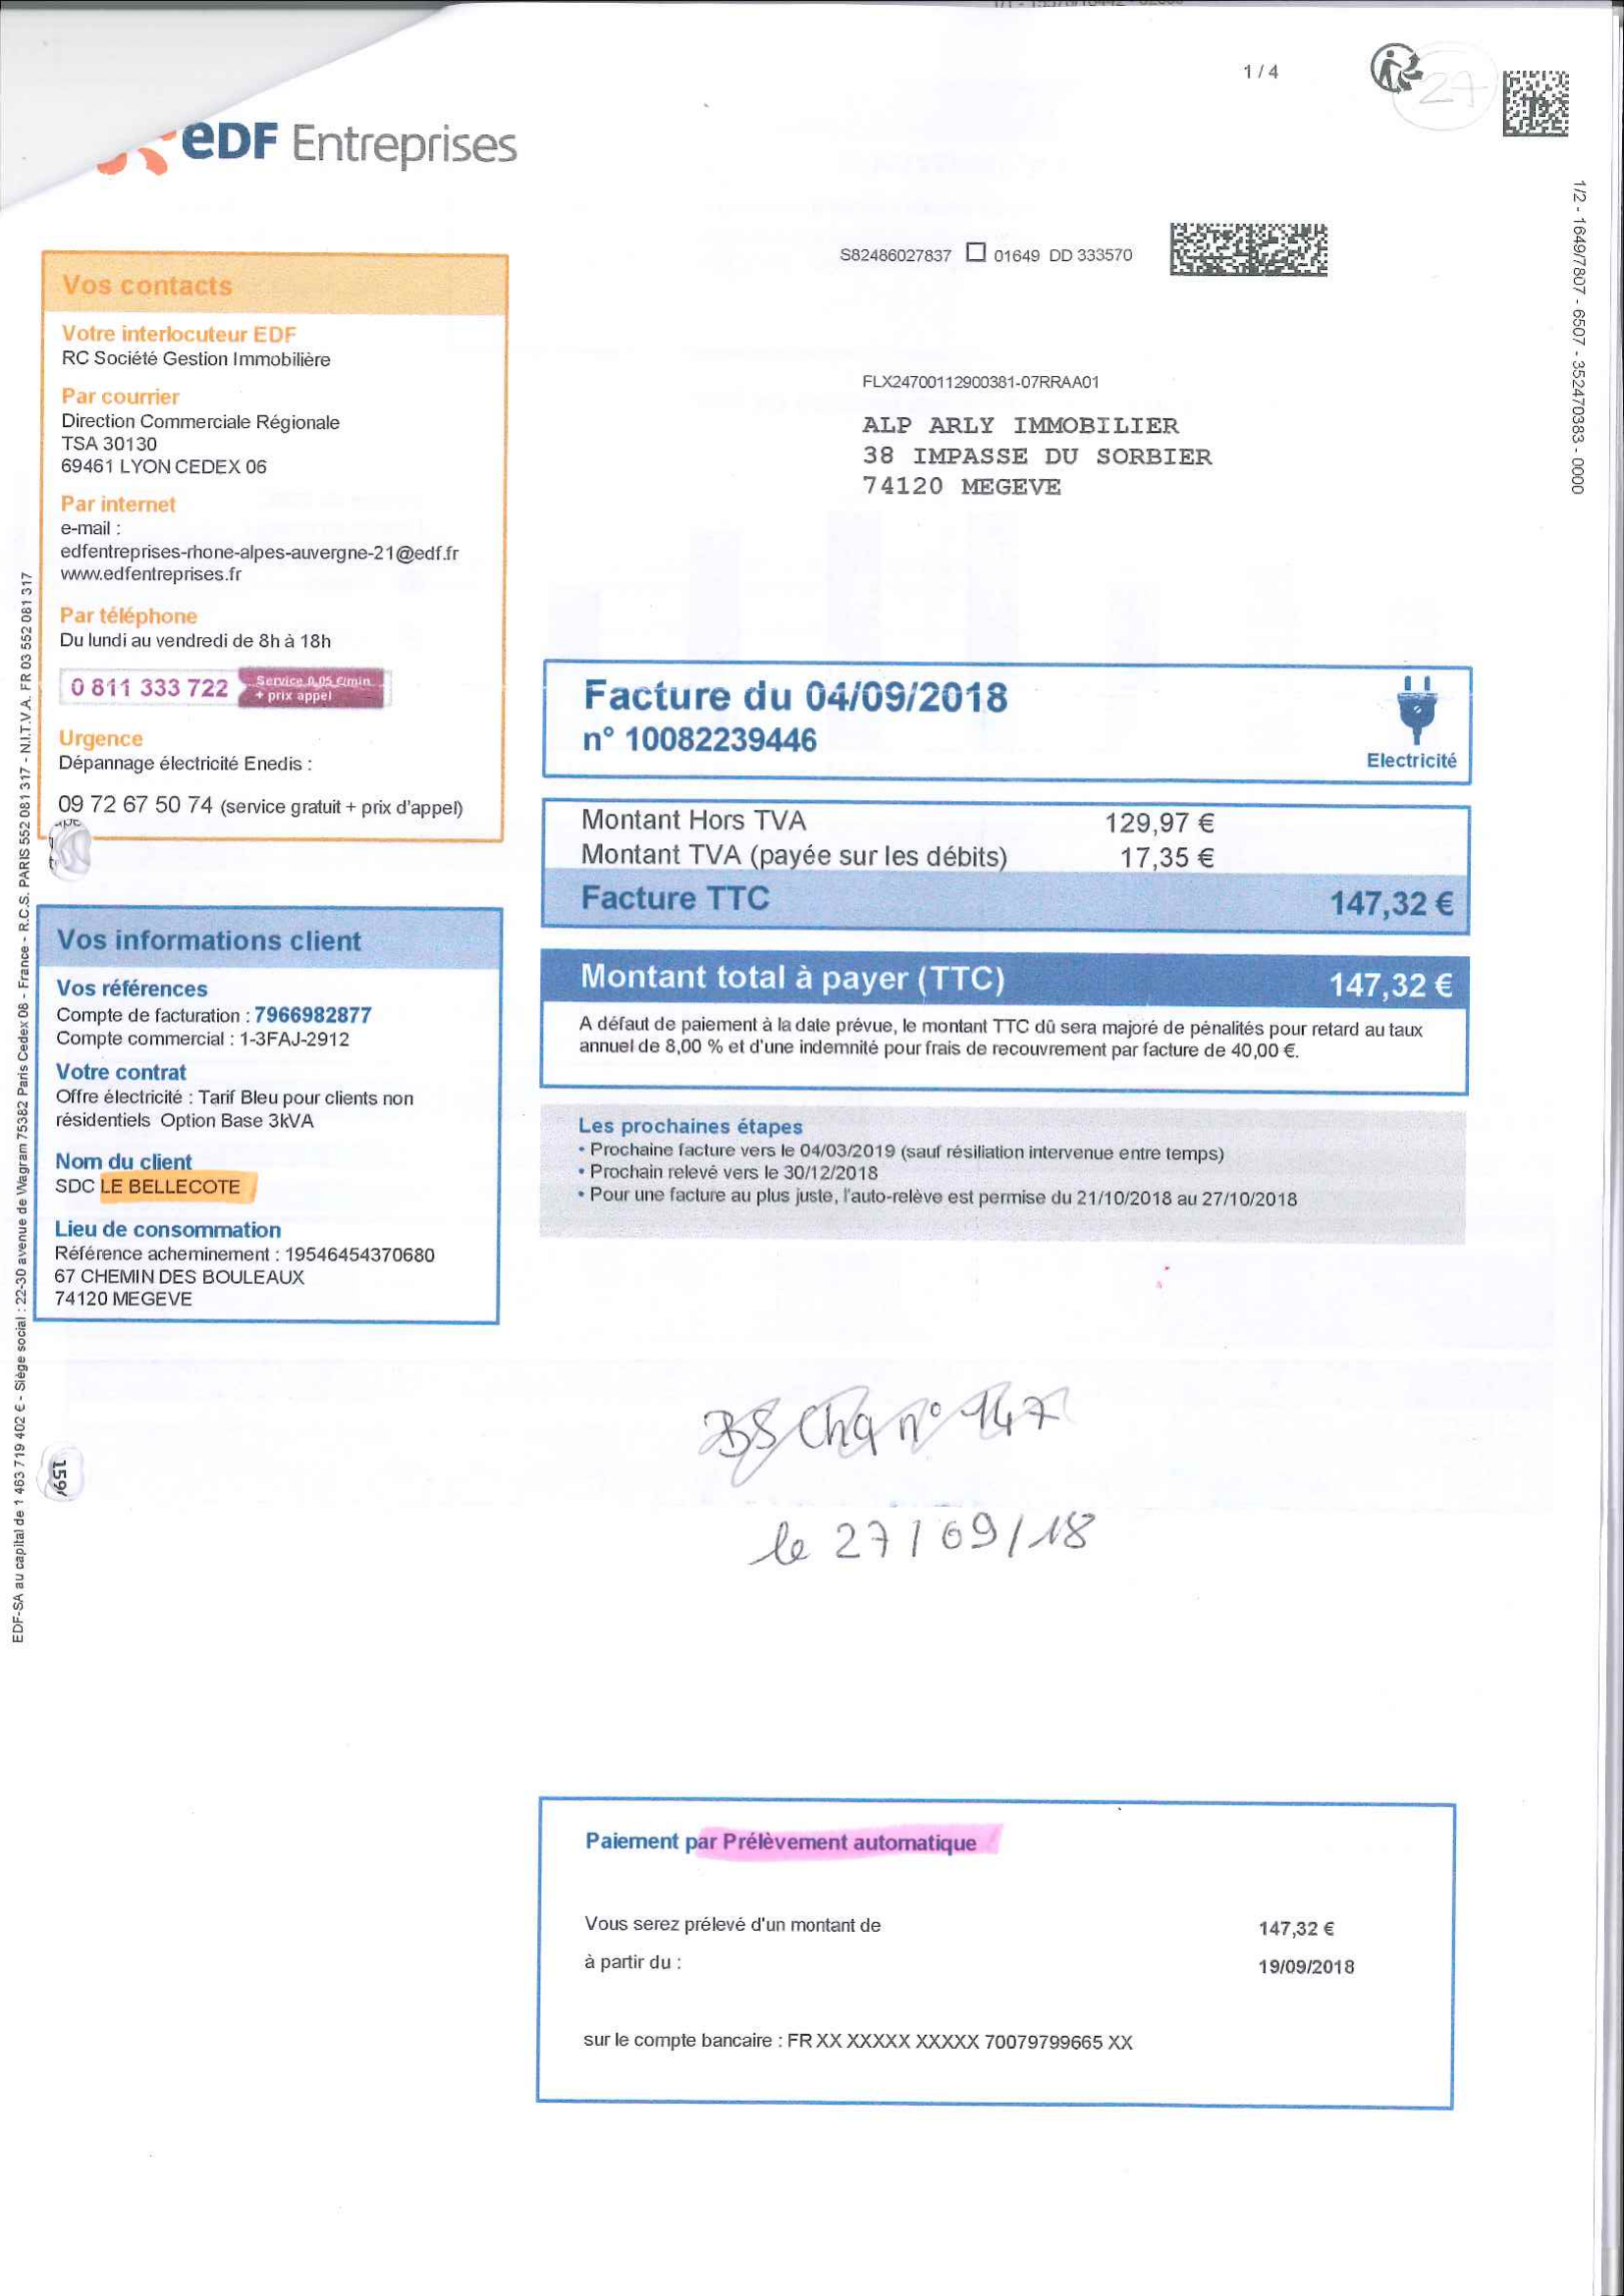 1 / 4
27
eDF Entreprises
1/2 - 1649/7807 - 6507 - 352470383 - 0000
S82486027837 01649 DD 333570
FLX24700112900381-07RRAA01
ALP ARLY IMMOBILIER
38 IMPASSE DU SORBIER
74120 MEGEVE
Vos contacts
Votre interlocuteur EDF
RC Société Gestion Immobilière
Par courrier
Direction Commerciale Régionale
TSA 30130
69461 LYON CEDEX 06
Par internet
e-mail :
edfentreprises-rhone-alpes-auvergne-21@edf.fr
www.edfentreprises.fr
Par téléphone
Du lundi au vendredi de 8h à 18h
0 811 333 722 Service 0,05 €/min
+ prix appel
Urgence
Dépannage électricité Enedis :
09 72 67 50 74 (service gratuit + prix d'appel)
Vos informations client
Vos références
Compte de facturation : 7966982877
Compte commercial : 1-3FAJ-2912
Votre contrat
Offre électricité : Tarif Bleu pour clients non
résidentiels Option Base 3kVA
Nom du client
SDC LE BELLECOTE
Lieu de consommation
Référence acheminement : 19546454370680
67 CHEMIN DES BOULEAUX
74120 MEGEVE
Facture du 04/09/2018
n° 10082239446
Electricité
Montant Hors TVA 129,97 €
Montant TVA (payée sur les débits) 17,35 €
Facture TTC 147,32 €
Montant total à payer (TTC) 147,32 €
A défaut de paiement à la date prévue, le montant TTC dû sera majoré de pénalités pour retard au taux
annuel de 8,00 % et d'une indemnité pour frais de recouvrement par facture de 40,00 €.
Les prochaines étapes
• Prochaine facture vers le 04/03/2019 (sauf résiliation intervenue entre temps)
• Prochain relevé vers le 30/12/2018
• Pour une facture au plus juste, l'auto-relève est permise du 21/10/2018 au 27/10/2018
BS Chq n° 147
le 27/09/18
159
Paiement par Prélèvement automatique
Vous serez prélevé d'un montant de 147,32 €
à partir du : 19/09/2018
sur le compte bancaire : FR XX XXXXX XXXXX 70079799665 XX
EDF-SA au capital de 1 463 719 402 € - Siège social : 22-30 avenue de Wagram 75382 Paris Cedex 08 - France - R.C.S. PARIS 552 081 317 - N.I.T.V.A. FR 03 552 081 317